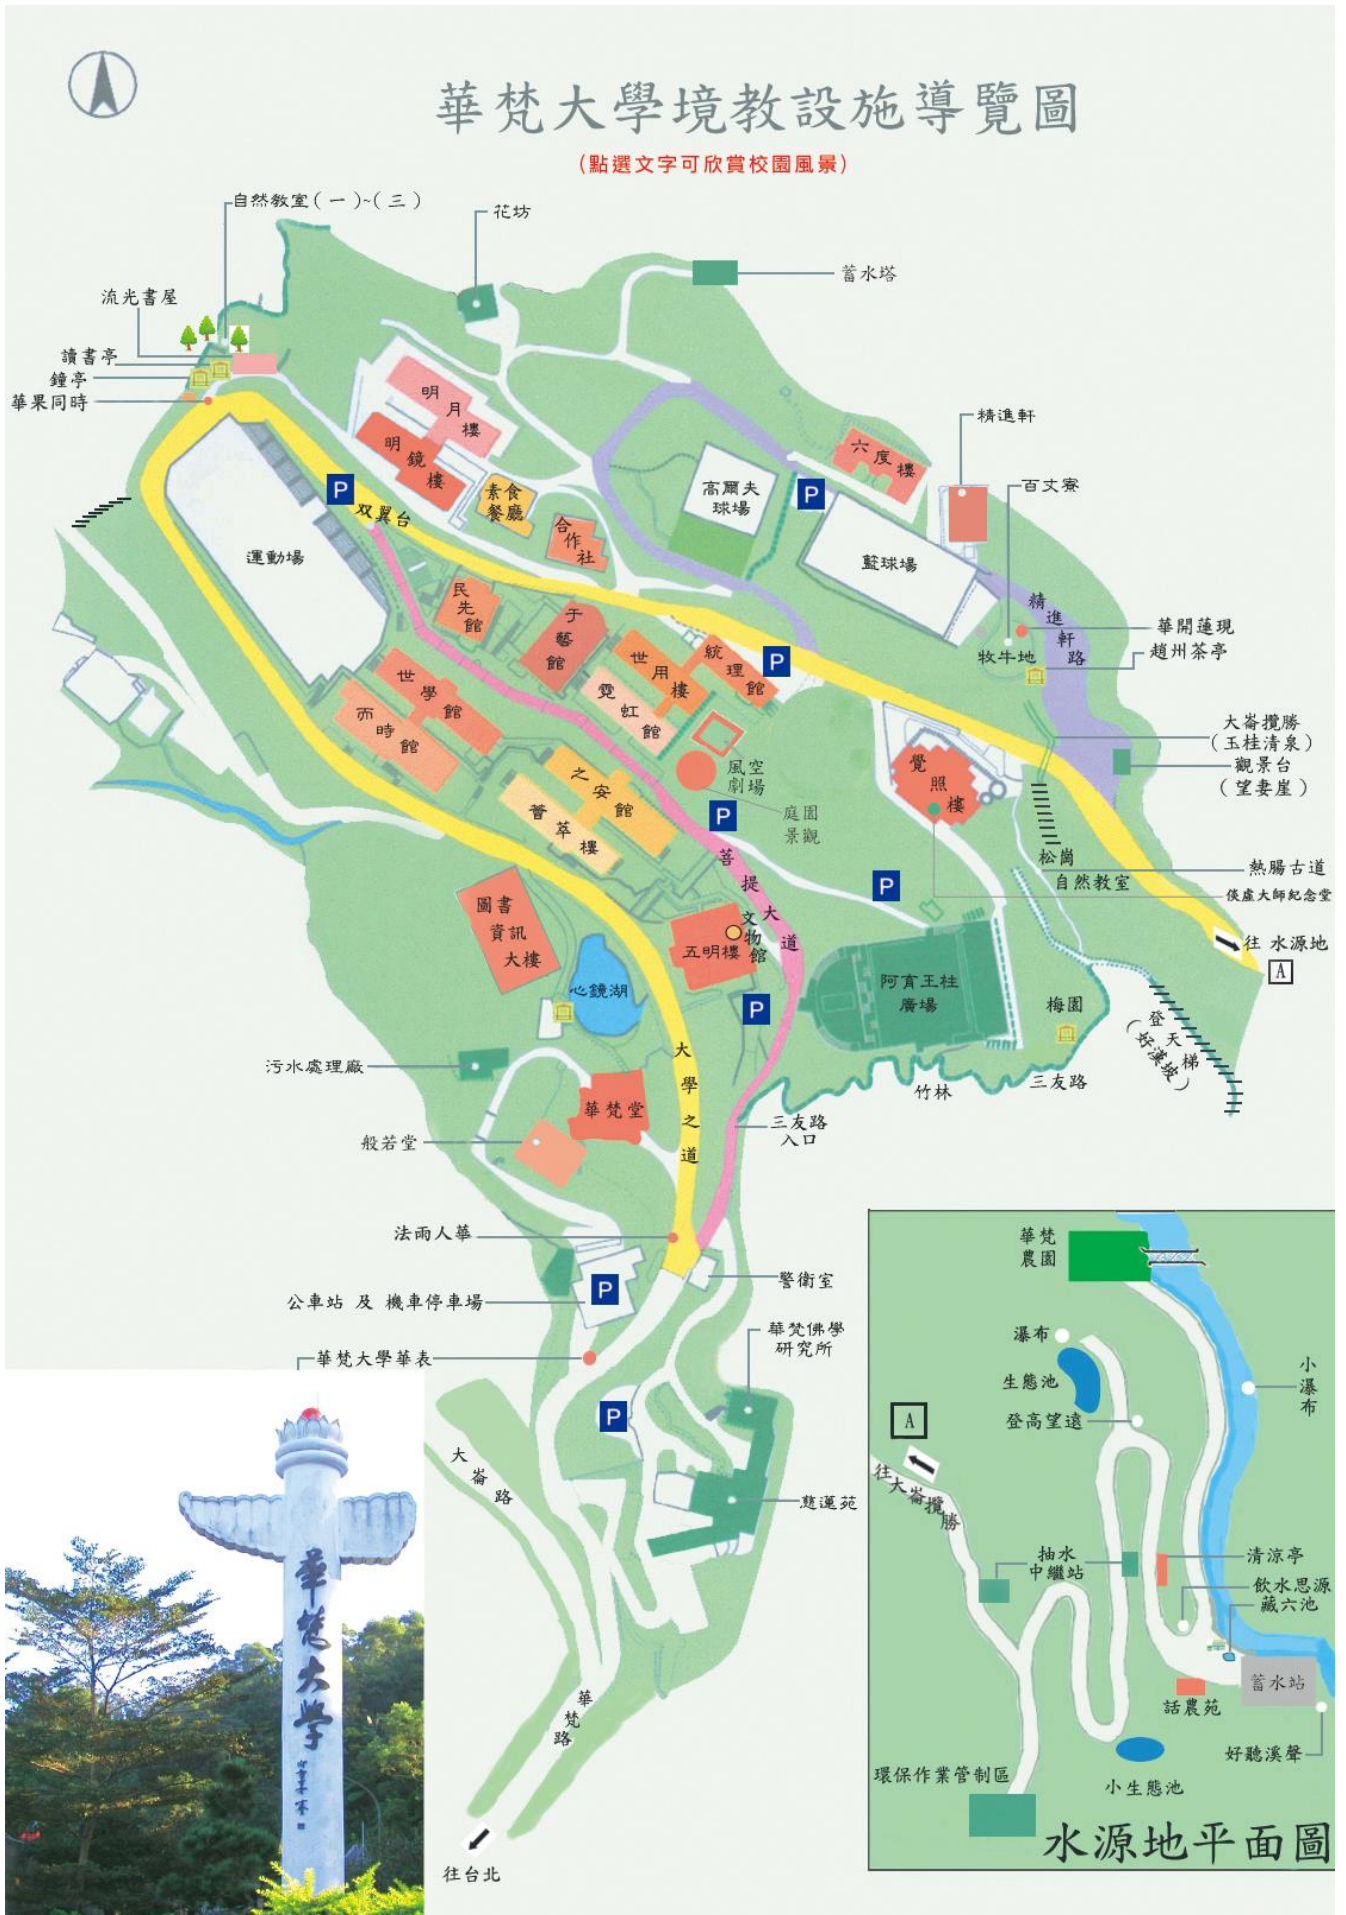 華梵大學境教設施導覽圖
(點選文字可欣賞校園風景)
自然教室(一)~(三)
花坊
蓄水塔
流光書屋
讀書亭
鐘亭
華果同時
明月樓
明鏡樓
素食
餐廳
合作社
高爾夫
球場
六度樓
精進軒
百丈寮
P
双翼台
P
運動場
籃球場
民先館
于藝館
世用樓
統理館
P
精進軒路
牧牛地
華開蓮現
趙州茶亭
世學館
而時館
霓虹館
風空
劇場
庭園
景觀
之安館
薈萃樓
P
覺照樓
大崙攬勝
(玉桂清泉)
觀景台
(望妻崖)
松崗
自然教室
熱腸古道
倓虛大師紀念堂
往 水源地
A
菩提大道
P
圖書
資訊
大樓
文物館
五明樓
心鏡湖
P
阿育王柱
廣場
梅園
登天梯
(好漢坡)
污水處理廠
大學之道
竹林
三友路
華梵堂
三友路
入口
般若堂
法雨人華
警衛室
公車站 及 機車停車場
P
華梵大學華表
華梵佛學
研究所
P
大崙路
慈蓮苑
華梵路
往台北
華梵大學
華梵
農園
瀑布
生態池
登高望遠
小瀑布
A
往大崙攬勝
抽水
中繼站
清涼亭
飲水思源
藏六池
蓄水站
話農苑
好聽溪聲
環保作業管制區
小生態池
水源地平面圖